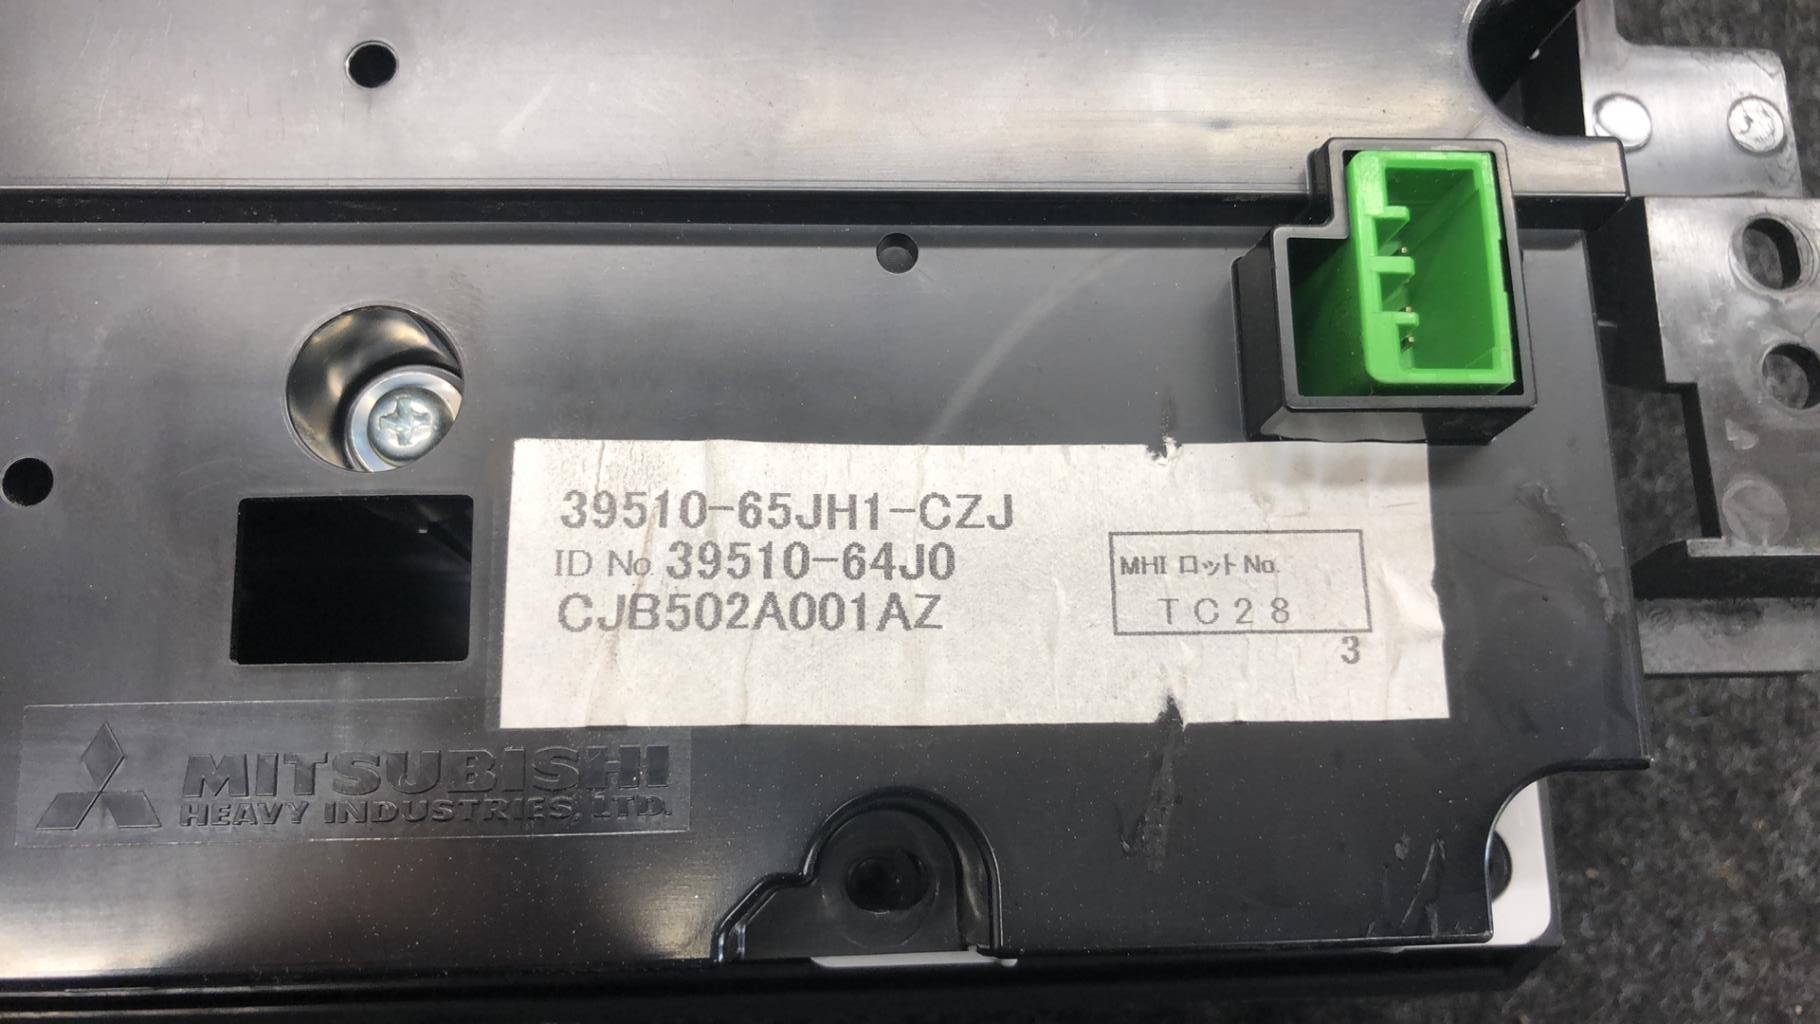 39510-65JH1-CZJ
ID No. 39510-64J0
CJB502A001AZ
MHI ロット No.
TC28
3
MITSUBISHI
HEAVY INDUSTRIES, LTD.